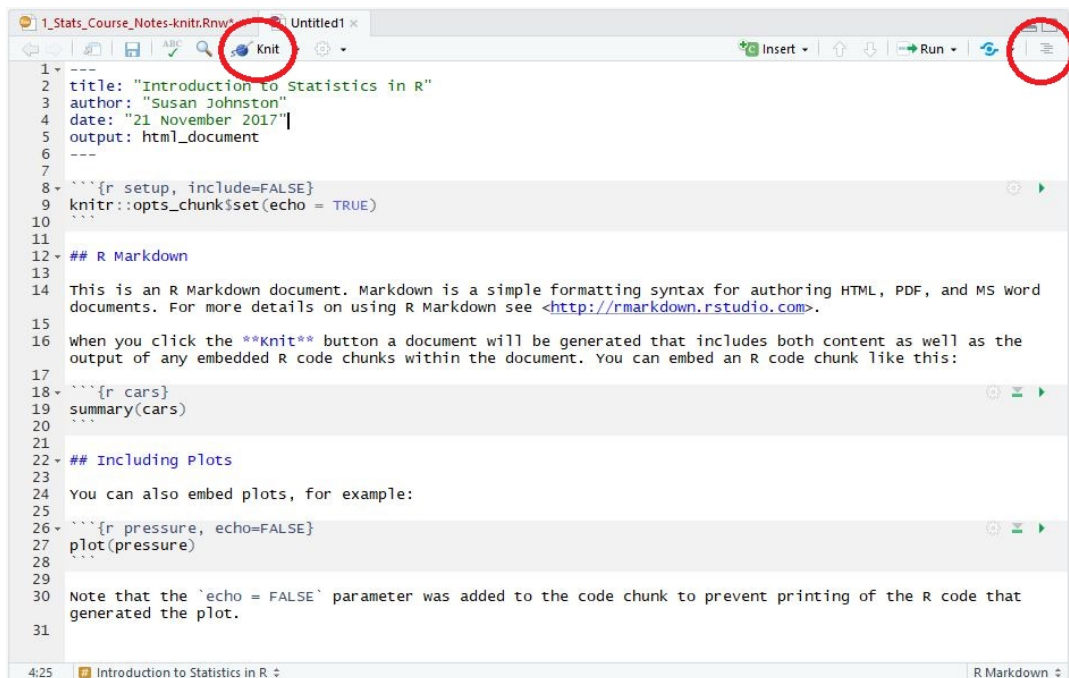 1_Stats_Course_Notes-knitr.Rnw* Untitled1 ×
ABC Knit Insert Run
1 ---
2 title: "Introduction to Statistics in R"
3 author: "Susan Johnston"
4 date: "21 November 2017"
5 output: html_document
6 ---
7
8 ```{r setup, include=FALSE}
9 knitr::opts_chunk$set(echo = TRUE)
10 ```
11
12 ## R Markdown
13
14 This is an R Markdown document. Markdown is a simple formatting syntax for authoring HTML, PDF, and MS Word
documents. For more details on using R Markdown see <http://rmarkdown.rstudio.com>.
15
16 When you click the **Knit** button a document will be generated that includes both content as well as the
output of any embedded R code chunks within the document. You can embed an R code chunk like this:
17
18 ```{r cars}
19 summary(cars)
20 ```
21
22 ## Including Plots
23
24 You can also embed plots, for example:
25
26 ```{r pressure, echo=FALSE}
27 plot(pressure)
28 ```
29
30 Note that the `echo = FALSE` parameter was added to the code chunk to prevent printing of the R code that
generated the plot.
31
4:25 # Introduction to Statistics in R R Markdown